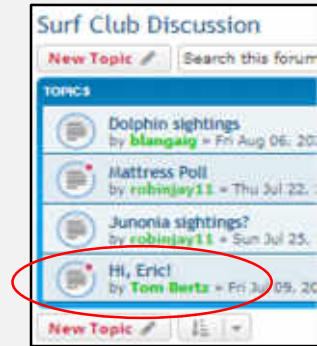 Surf Club Discussion
New Topic Search this forum
TOPICS
Dolphin sightings
by blangaig » Fri Aug 06, 20
Mattress Poll
by robinjay11 » Thu Jul 22,
Junonia sightings?
by robinjay11 » Sun Jul 25,
Hi, Eric!
by Tom Bertz » Fri Jul 09, 20
New Topic